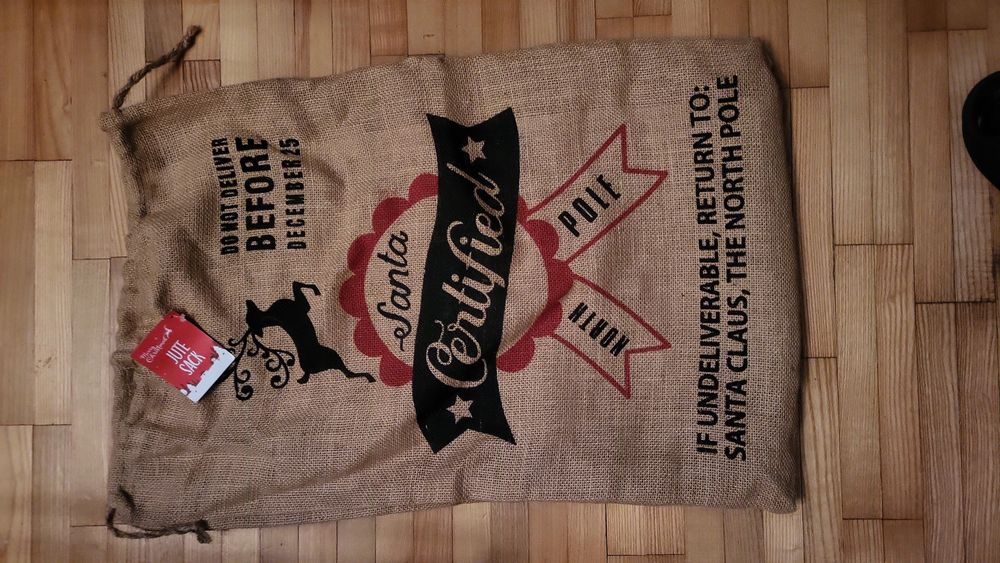 JUTE
SACK
DO NOT DELIVER
BEFORE
DECEMBER 25
Santa
Certified
NORTH
POLE
IF UNDELIVERABLE, RETURN TO:
SANTA CLAUS, THE NORTH POLE